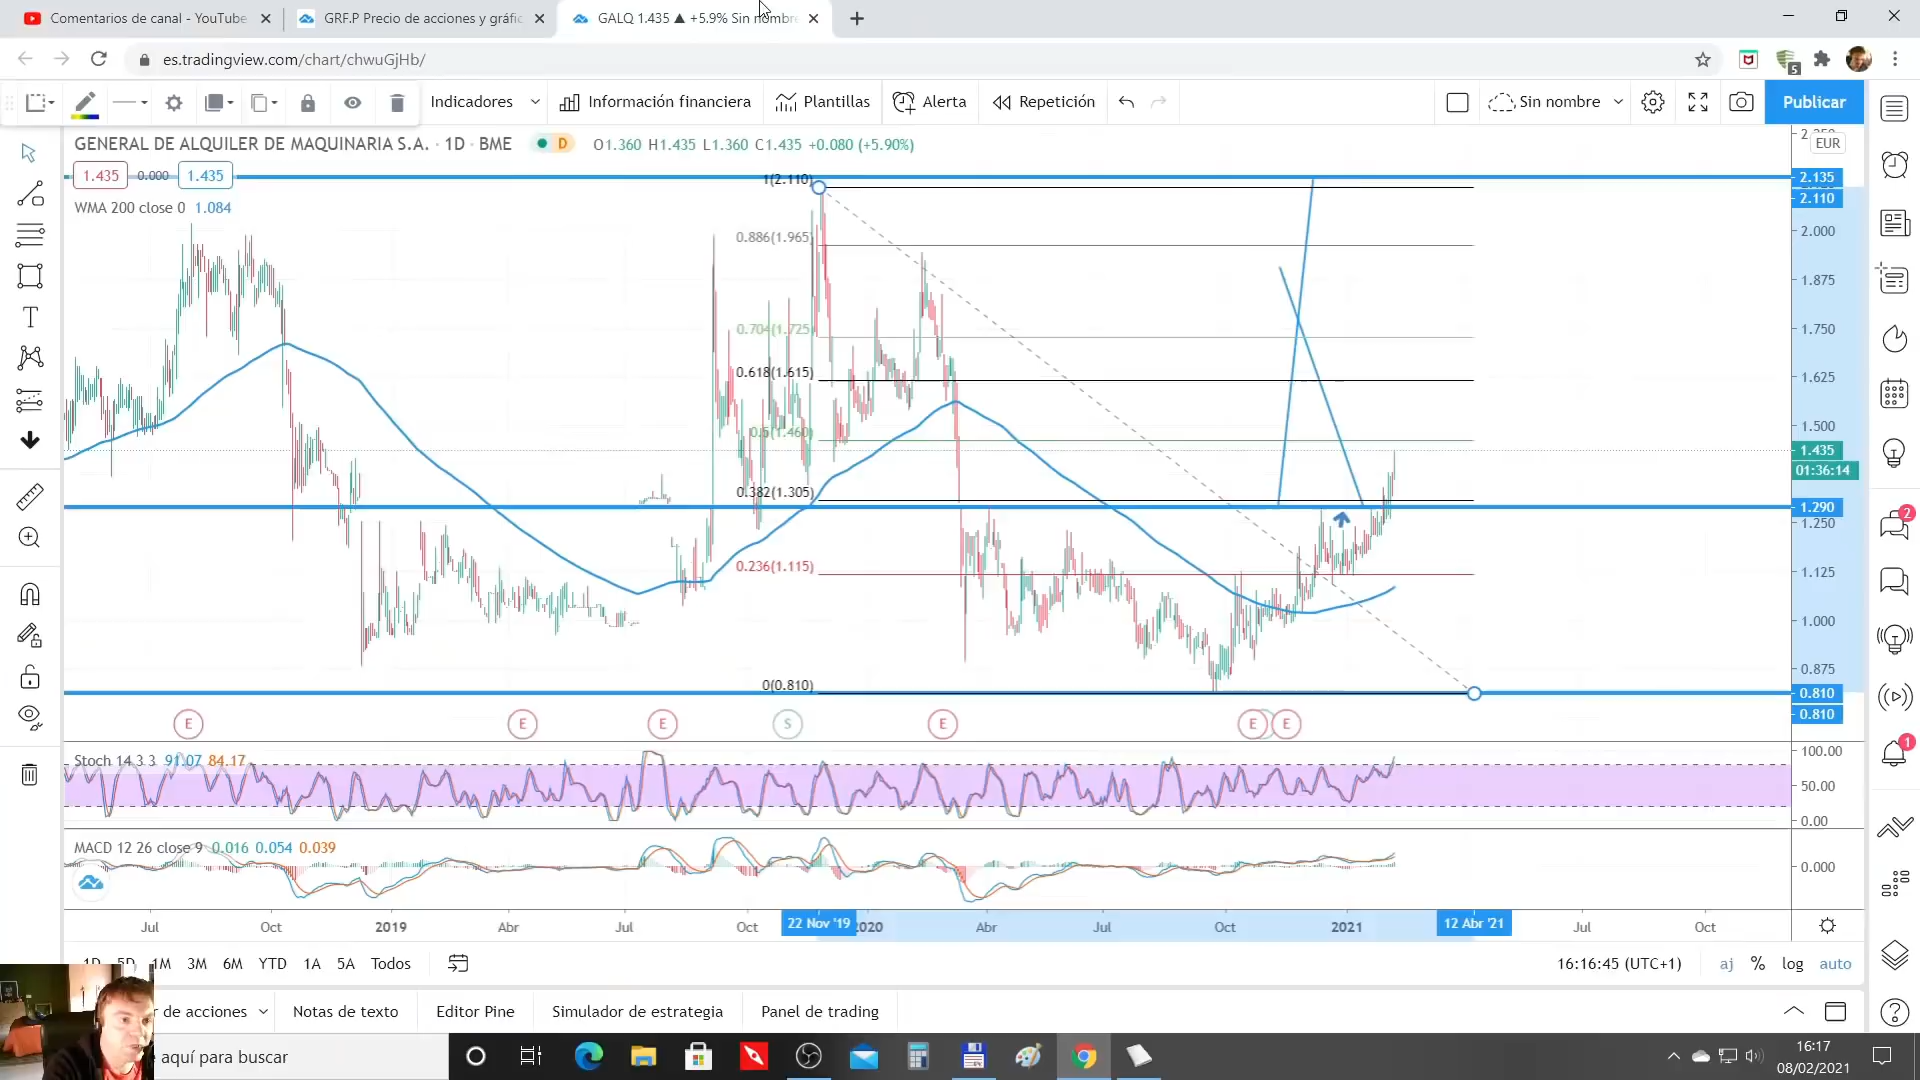 Comentarios de canal - YouTube
GRF.P Precio de acciones y gráfi
GALQ 1.435 ▲ +5.9% Sin nombre
es.tradingview.com/chart/chwuGjHb/
5
Indicadores
Información financiera
Plantillas
Alerta
Repetición
Sin nombre
Publicar
GENERAL DE ALQUILER DE MAQUINARIA S.A. · 1D · BME
D
O1.360 H1.435 L1.360 C1.435 +0.080 (+5.90%)
EUR
1.435
0.000
1.435
WMA 200 close 0 1.084
1(2.110)
0.886(1.965)
0.704(1.725)
0.618(1.615)
0.5(1.460)
0.382(1.305)
0.236(1.115)
0(0.810)
2.135
2.110
2.000
1.875
1.750
1.625
1.500
1.435
01:36:14
1.290
1.250
1.125
1.000
0.875
0.810
0.810
E
E
E
S
E
E
E
Stoch 14 3 3 91.07 84.17
100.00
50.00
0.00
MACD 12 26 close 9 0.016 0.054 0.039
0.000
Jul
Oct
2019
Abr
Jul
Oct
22 Nov '19
2020
Abr
Jul
Oct
2021
12 Abr '21
Jul
Oct
1D
5D
1M
3M
6M
YTD
1A
5A
Todos
16:16:45 (UTC+1)
aj
%
log
auto
de acciones
Notas de texto
Editor Pine
Simulador de estrategia
Panel de trading
2
1
aquí para buscar
16:17
08/02/2021